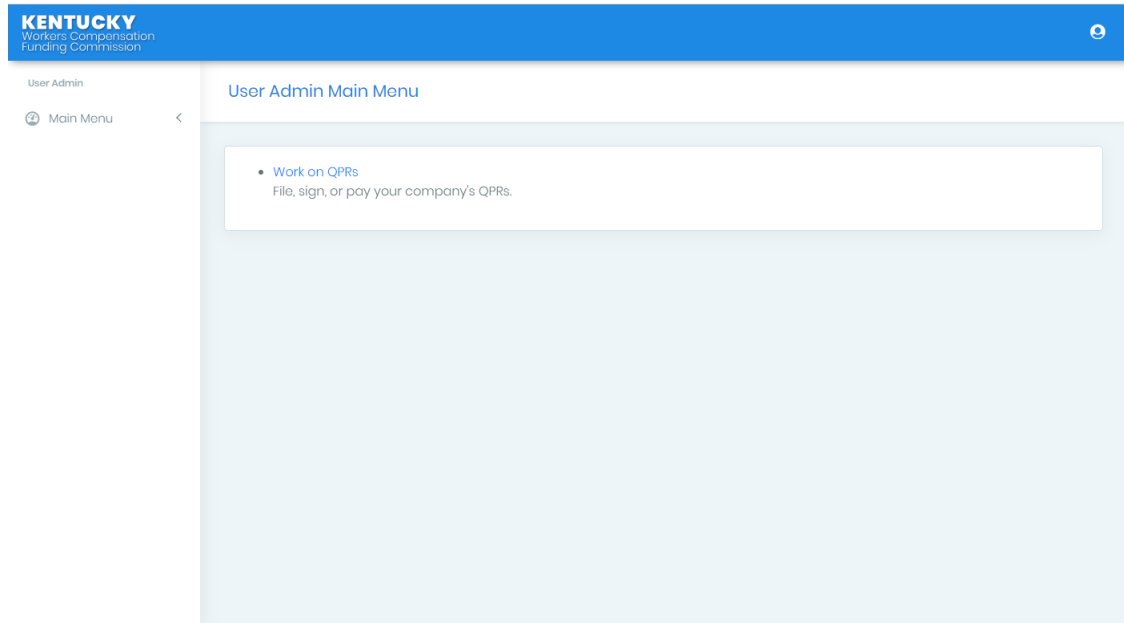 KENTUCKY
Workers Compensation
Funding Commission
User Admin
Main Menu
User Admin Main Menu
Work on QPRs
File, sign, or pay your company's QPRs.